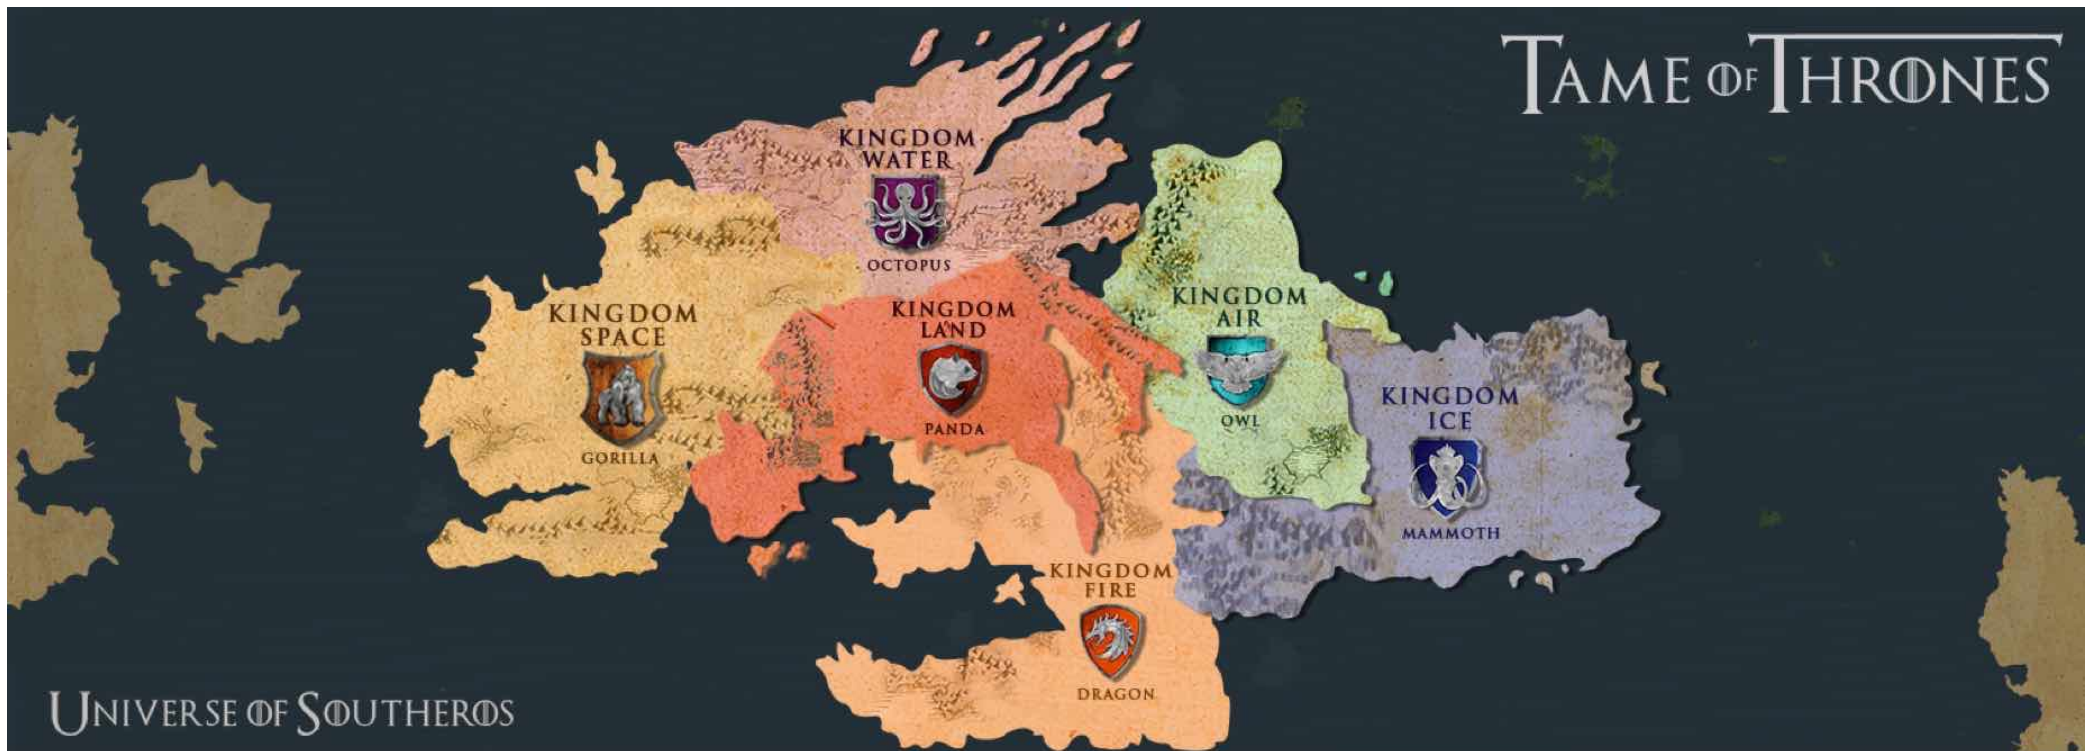 TAME OF THRONES
KINGDOM
WATER
OCTOPUS
KINGDOM
SPACE
GORILLA
KINGDOM
LAND
PANDA
KINGDOM
AIR
OWL
KINGDOM
ICE
MAMMOTH
KINGDOM
FIRE
DRAGON
UNIVERSE OF SOUTHEROS